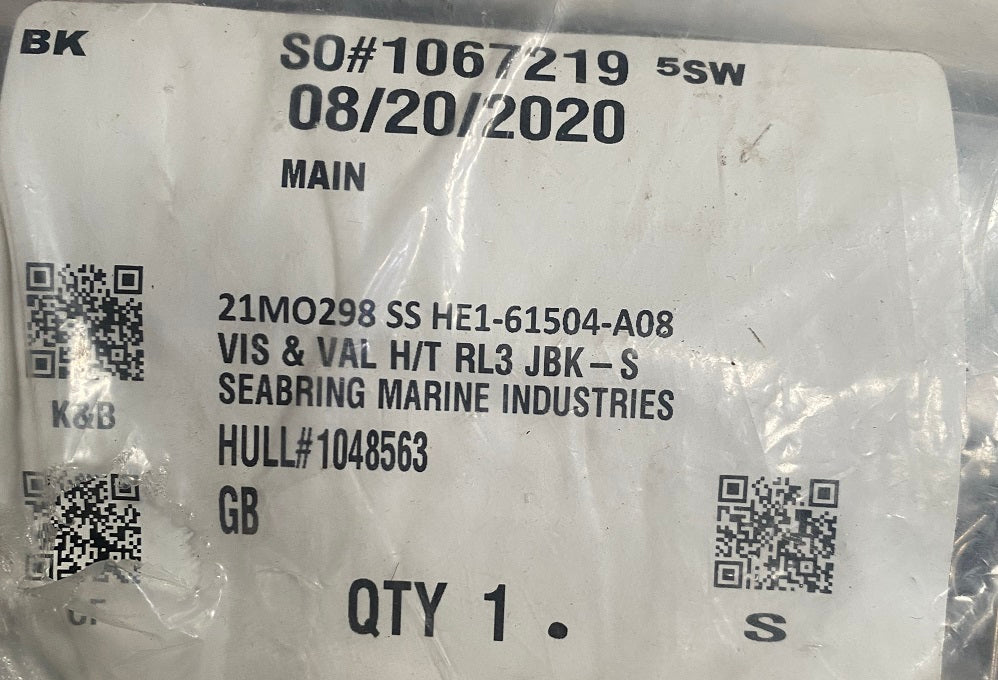 BK
SO#1067219 5SW
08/20/2020
MAIN
21MO298 SS HE1-61504-A08
VIS & VAL H/T RL3 JBK – S
SEABRING MARINE INDUSTRIES
K&B
HULL#1048563
GB
QTY 1 .
S